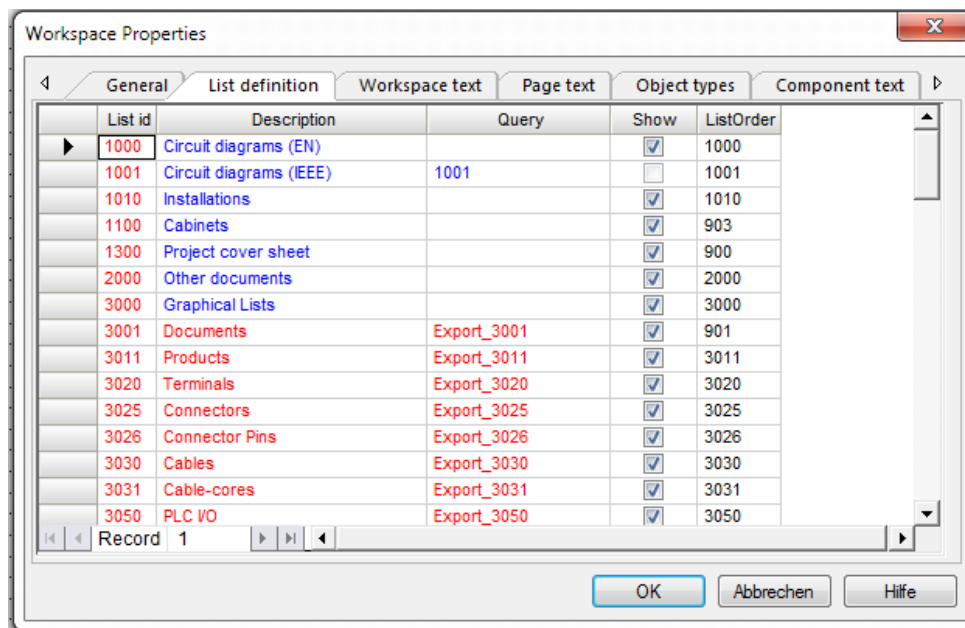 Workspace Properties
General List definition Workspace text Page text Object types Component text
List id Description Query Show ListOrder
1000 Circuit diagrams (EN) 1000
1001 Circuit diagrams (IEEE) 1001 1001
1010 Installations 1010
1100 Cabinets 903
1300 Project cover sheet 900
2000 Other documents 2000
3000 Graphical Lists 3000
3001 Documents Export_3001 901
3011 Products Export_3011 3011
3020 Terminals Export_3020 3020
3025 Connectors Export_3025 3025
3026 Connector Pins Export_3026 3026
3030 Cables Export_3030 3030
3031 Cable-cores Export_3031 3031
3050 PLC I/O Export_3050 3050
Record 1
OK Abbrechen Hilfe